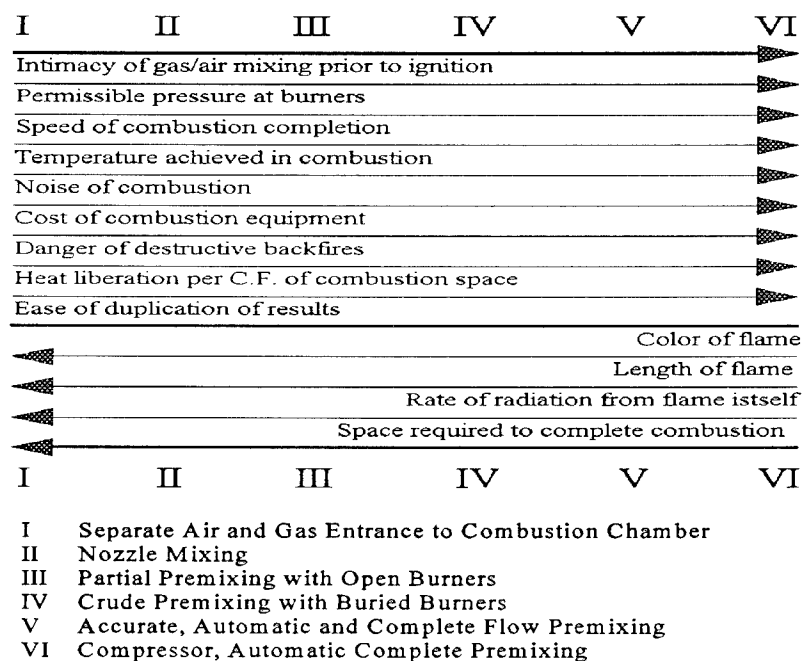 I II III IV V VI
Intimacy of gas/air mixing prior to ignition
Permissible pressure at burners
Speed of combustion completion
Temperature achieved in combustion
Noise of combustion
Cost of combustion equipment
Danger of destructive backfires
Heat liberation per C.F. of combustion space
Ease of duplication of results
Color of flame
Length of flame
Rate of radiation from flame istself
Space required to complete combustion
I II III IV V VI
I Separate Air and Gas Entrance to Combustion Chamber
II Nozzle Mixing
III Partial Premixing with Open Burners
IV Crude Premixing with Buried Burners
V Accurate, Automatic and Complete Flow Premixing
VI Compressor, Automatic Complete Premixing